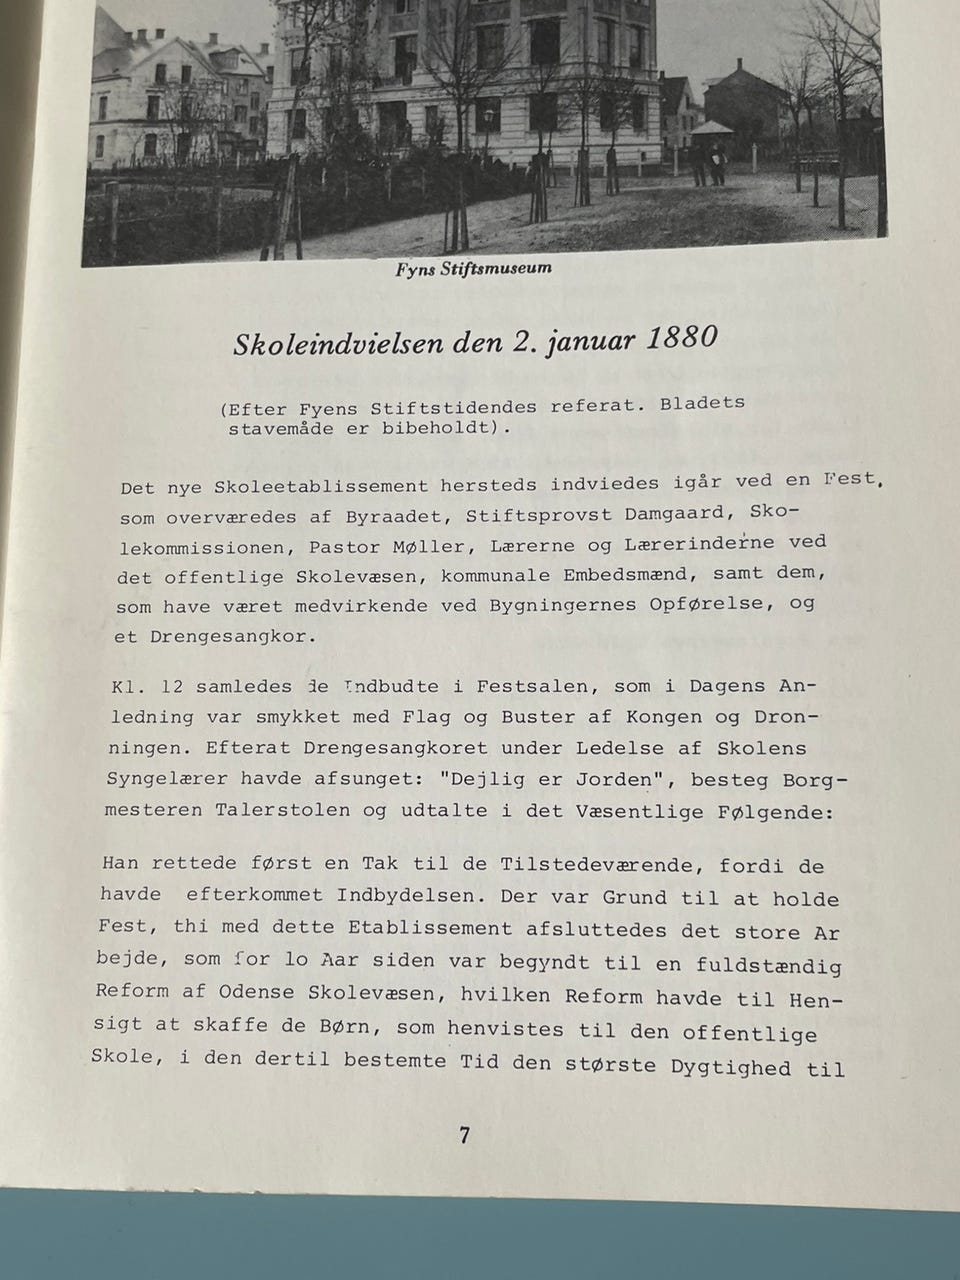 Fyns Stiftsmuseum
Skoleindvielsen den 2. januar 1880
(Efter Fyens Stiftstidendes referat. Bladets
stavemåde er bibeholdt).
Det nye Skoleetablissement hersteds indviedes igår ved en Fest,
som overværedes af Byraadet, Stiftsprovst Damgaard, Sko-
lekommissionen, Pastor Møller, Lærerne og Lærerinderne ved
det offentlige Skolevæsen, kommunale Embedsmænd, samt dem,
som have været medvirkende ved Bygningernes Opførelse, og
et Drengesangkor.
Kl. 12 samledes de Indbudte i Festsalen, som i Dagens An-
ledning var smykket med Flag og Buster af Kongen og Dron-
ningen. Efterat Drengesangkoret under Ledelse af Skolens
Syngelærer havde afsunget: "Dejlig er Jorden", besteg Borg-
mesteren Talerstolen og udtalte i det Væsentlige Følgende:
Han rettede først en Tak til de Tilstedeværende, fordi de
havde efterkommet Indbydelsen. Der var Grund til at holde
Fest, thi med dette Etablissement afsluttedes det store Ar
bejde, som for lo Aar siden var begyndt til en fuldstændig
Reform af Odense Skolevæsen, hvilken Reform havde til Hen-
sigt at skaffe de Børn, som henvistes til den offentlige
Skole, i den dertil bestemte Tid den største Dygtighed til
7